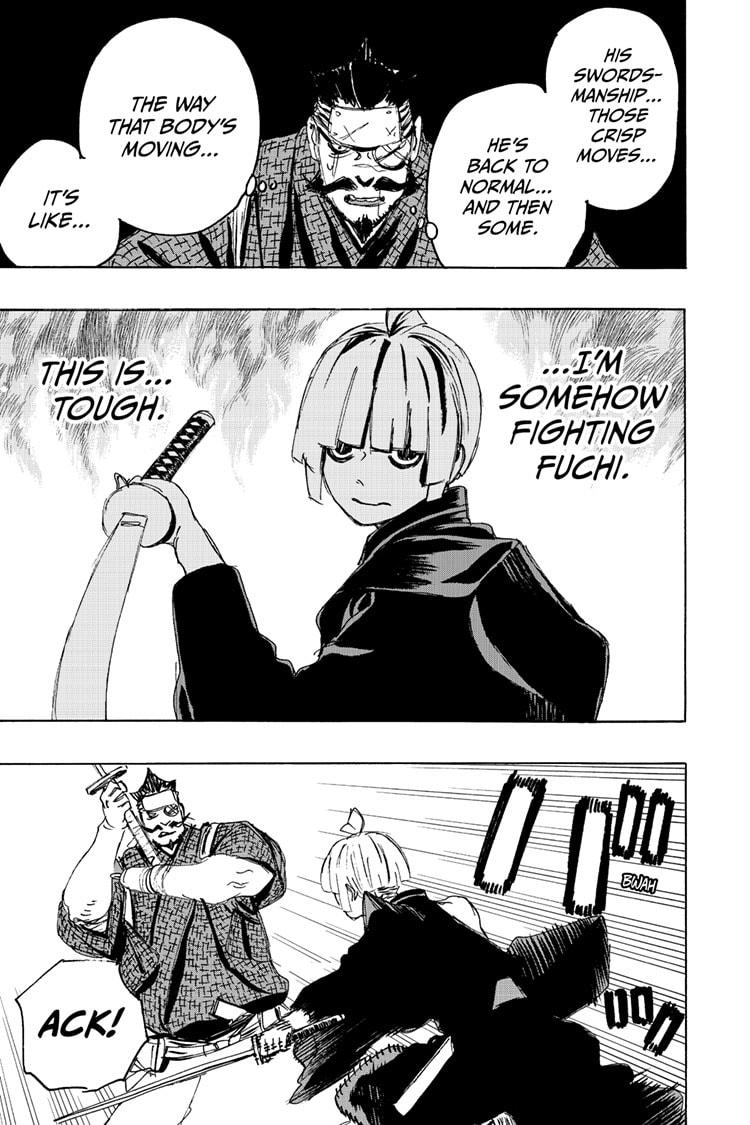 HIS
SWORDS-
MANSHIP...
THOSE
CRISP
MOVES...
HE'S
BACK TO
NORMAL...
AND THEN
SOME.
THE WAY
THAT BODY'S
MOVING...
IT'S
LIKE...
...I'M
SOMEHOW
FIGHTING
FUCHI.
THIS IS...
TOUGH.
BWAH
ACK!